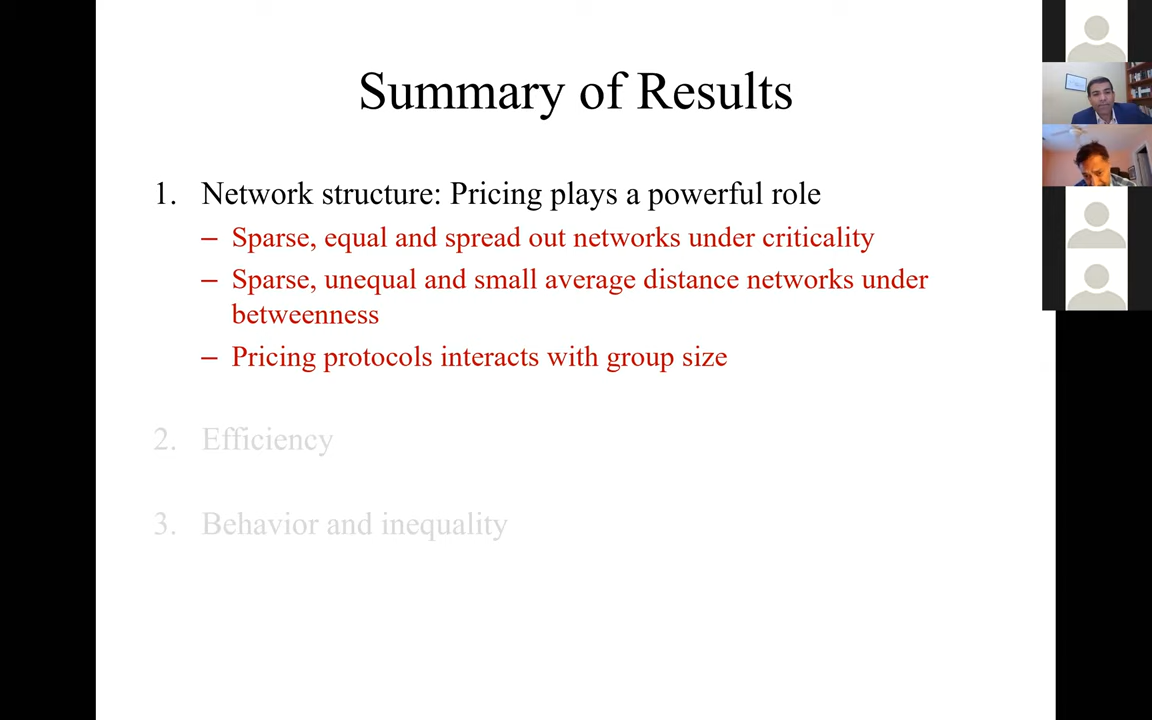 Summary of Results
1. Network structure: Pricing plays a powerful role
– Sparse, equal and spread out networks under criticality
– Sparse, unequal and small average distance networks under
betweenness
– Pricing protocols interacts with group size
2. Efficiency
3. Behavior and inequality